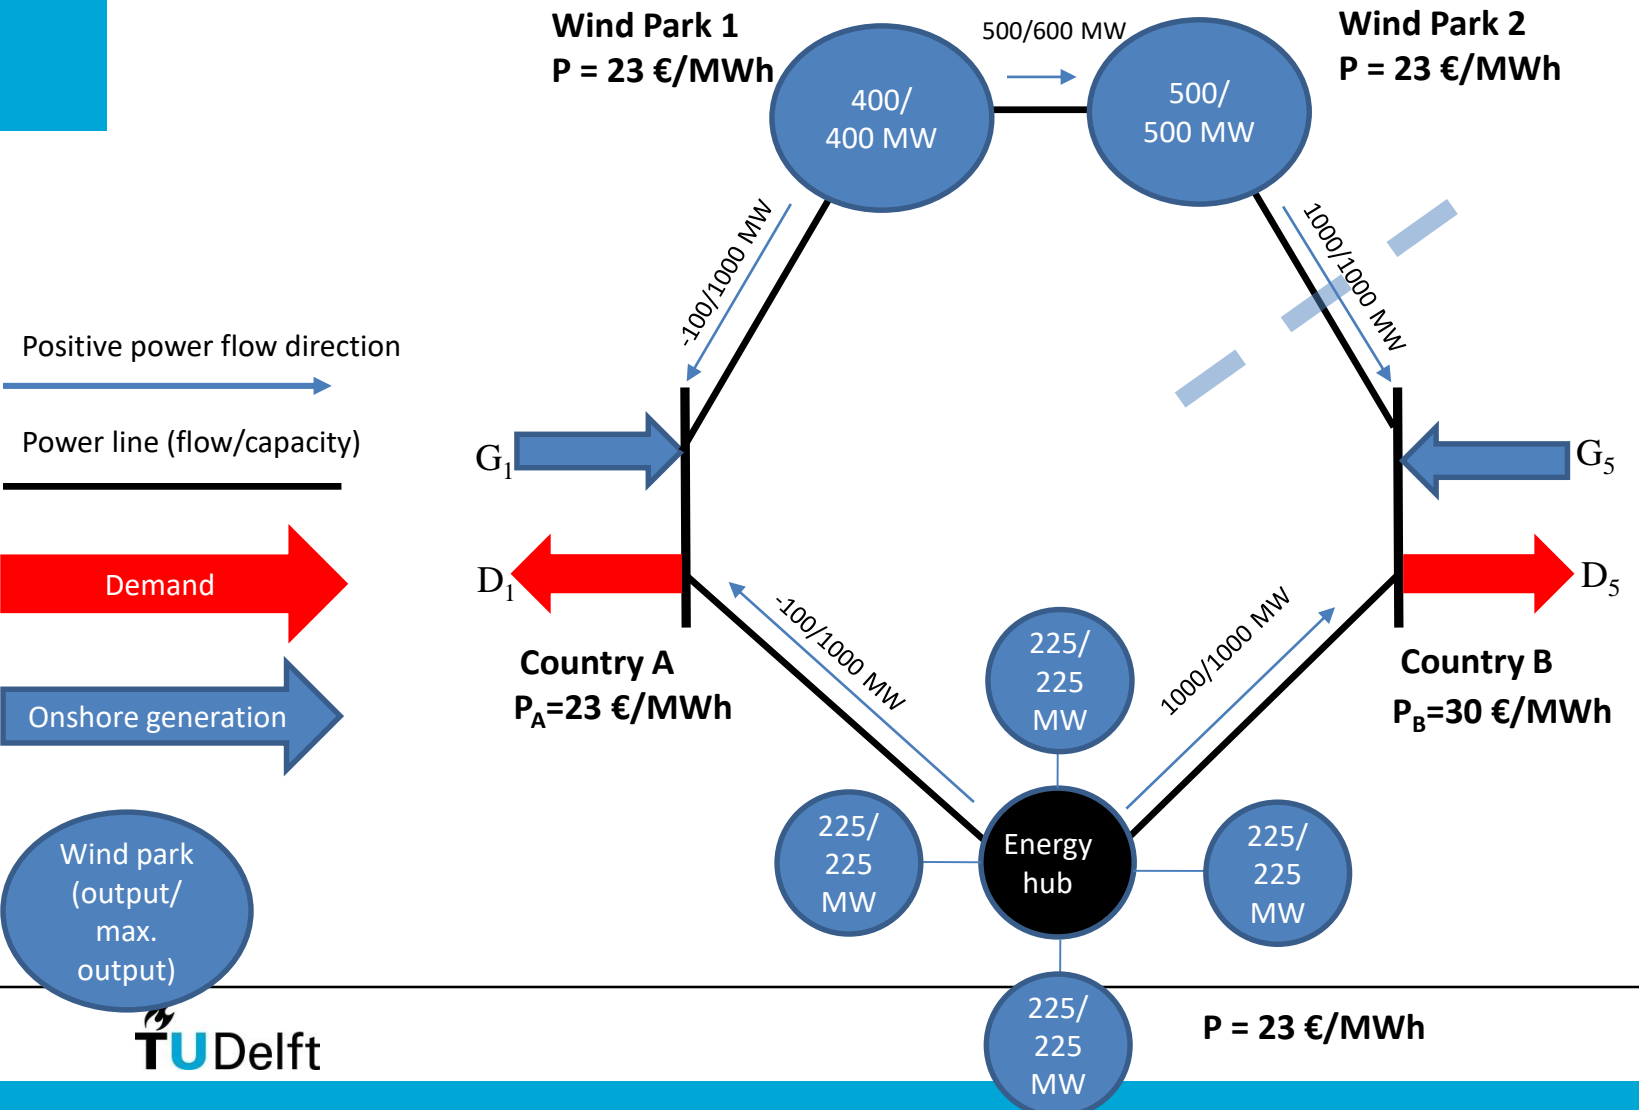 Wind Park 1
P = 23 €/MWh
500/600 MW
Wind Park 2
P = 23 €/MWh
400/
400 MW
500/
500 MW
-100/1000 MW
1000/1000 MW
Positive power flow direction
Power line (flow/capacity)
G₁
G₅
Demand
D₁
D₅
-100/1000 MW
1000/1000 MW
225/
225
MW
Country A
P_A=23 €/MWh
Country B
P_B=30 €/MWh
Onshore generation
225/
225
MW
Energy
hub
225/
225
MW
Wind park
(output/
max.
output)
225/
225
MW
P = 23 €/MWh
TUDelft